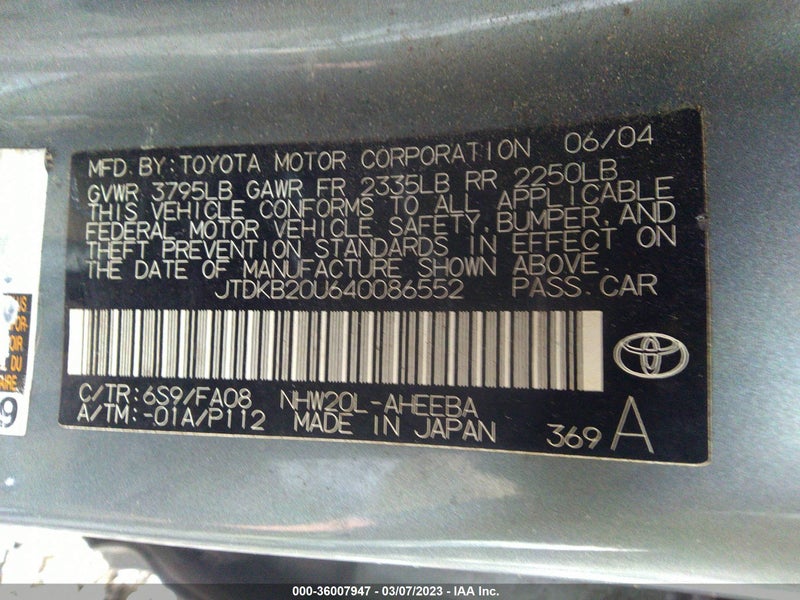 MFD. BY: TOYOTA MOTOR CORPORATION 06/04
GVWR 3795LB GAWR FR 2335LB RR 2250LB
THIS VEHICLE CONFORMS TO ALL APPLICABLE
FEDERAL MOTOR VEHICLE SAFETY, BUMPER, AND
THEFT PREVENTION STANDARDS IN EFFECT ON
THE DATE OF MANUFACTURE SHOWN ABOVE.
JTDKB20U640086552 PASS. CAR
C/TR: 6S9/FA08 NHW20L-AHEEBA
A/TM: -01A/P112 MADE IN JAPAN
369 A
000-36007947 - 03/07/2023 - IAA Inc.